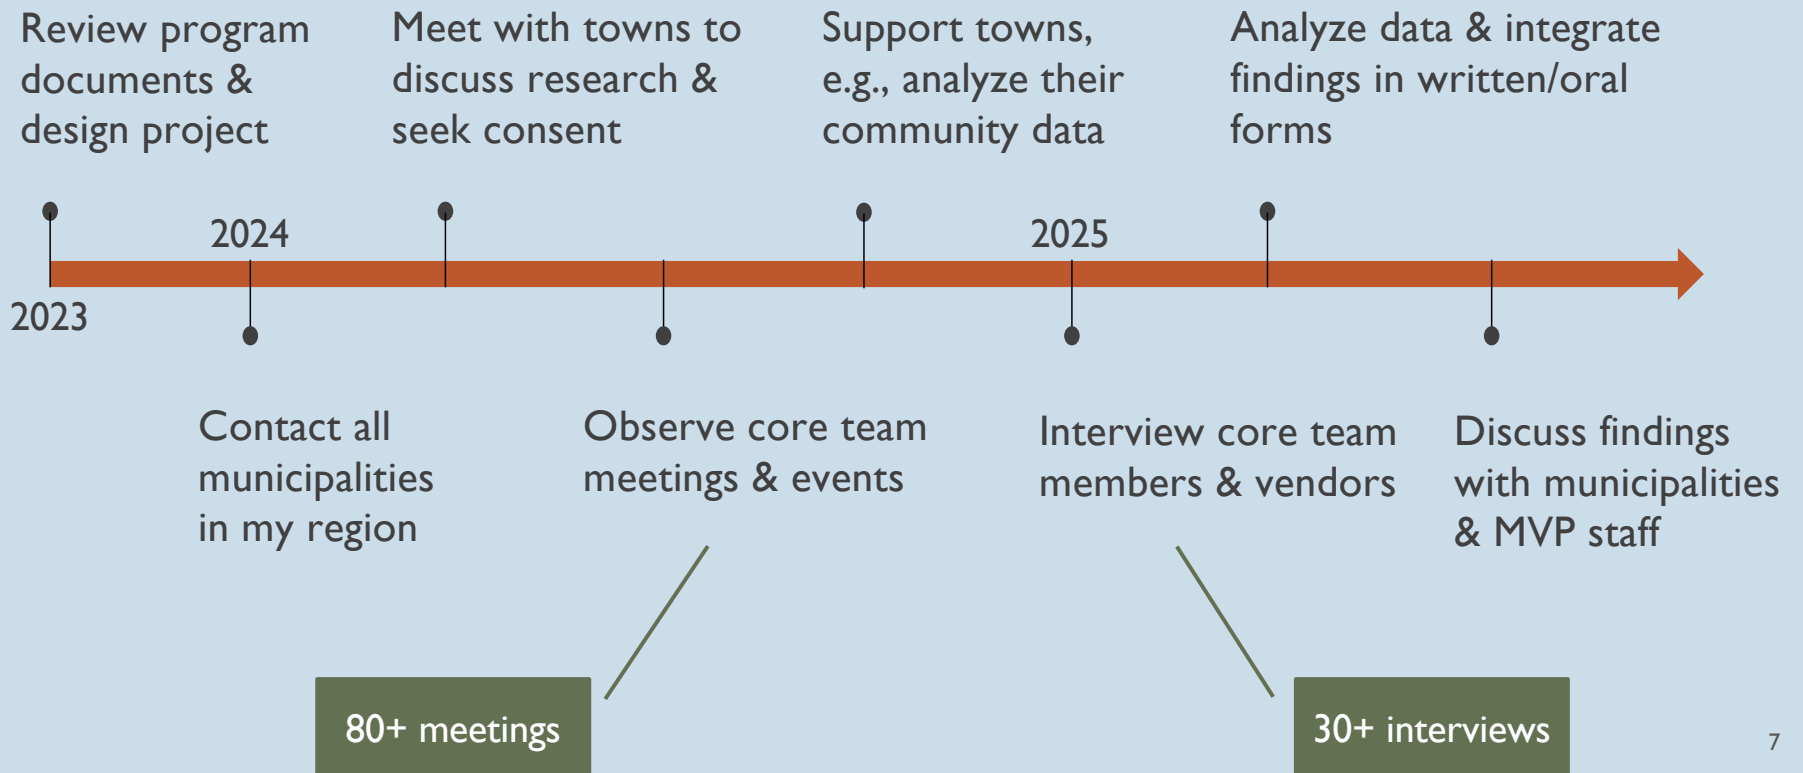 Review program
documents &
design project
Meet with towns to
discuss research &
seek consent
Support towns,
e.g., analyze their
community data
Analyze data & integrate
findings in written/oral
forms
2024
2025
2023
Contact all
municipalities
in my region
Observe core team
meetings & events
Interview core team
members & vendors
Discuss findings
with municipalities
& MVP staff
80+ meetings
30+ interviews
7